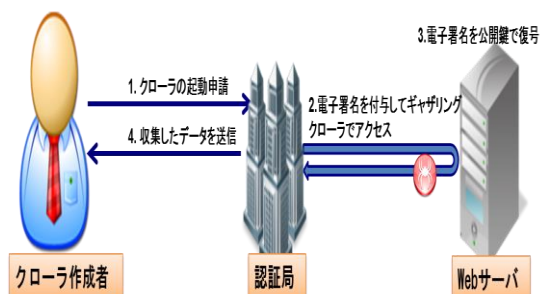 3.電子署名を公開鍵で復号
1. クローラの起動申請
2.電子署名を付与してギャザリング
クローラでアクセス
4. 収集したデータを送信
クローラ作成者
認証局
Webサーバ